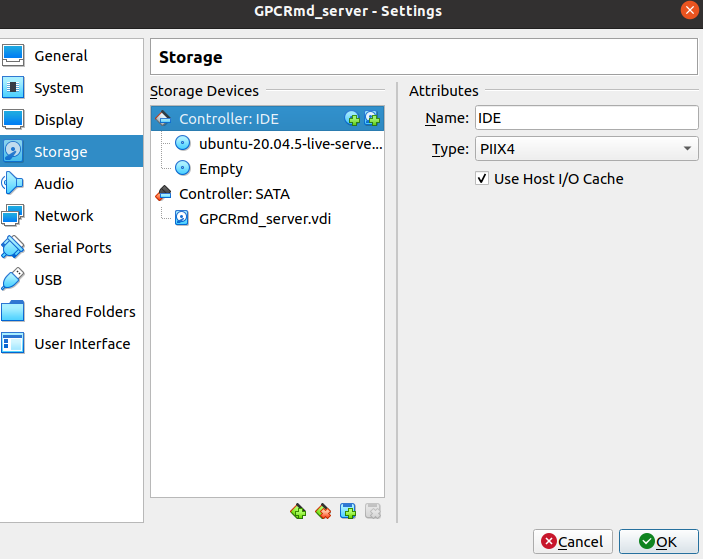 GPCRmd_server - Settings
General
System
Display
Storage
Audio
Network
Serial Ports
USB
Shared Folders
User Interface
Storage
Storage Devices
Controller: IDE
ubuntu-20.04.5-live-serve...
Empty
Controller: SATA
GPCRmd_server.vdi
Attributes
Name: IDE
Type: PIIX4
Use Host I/O Cache
Cancel
OK